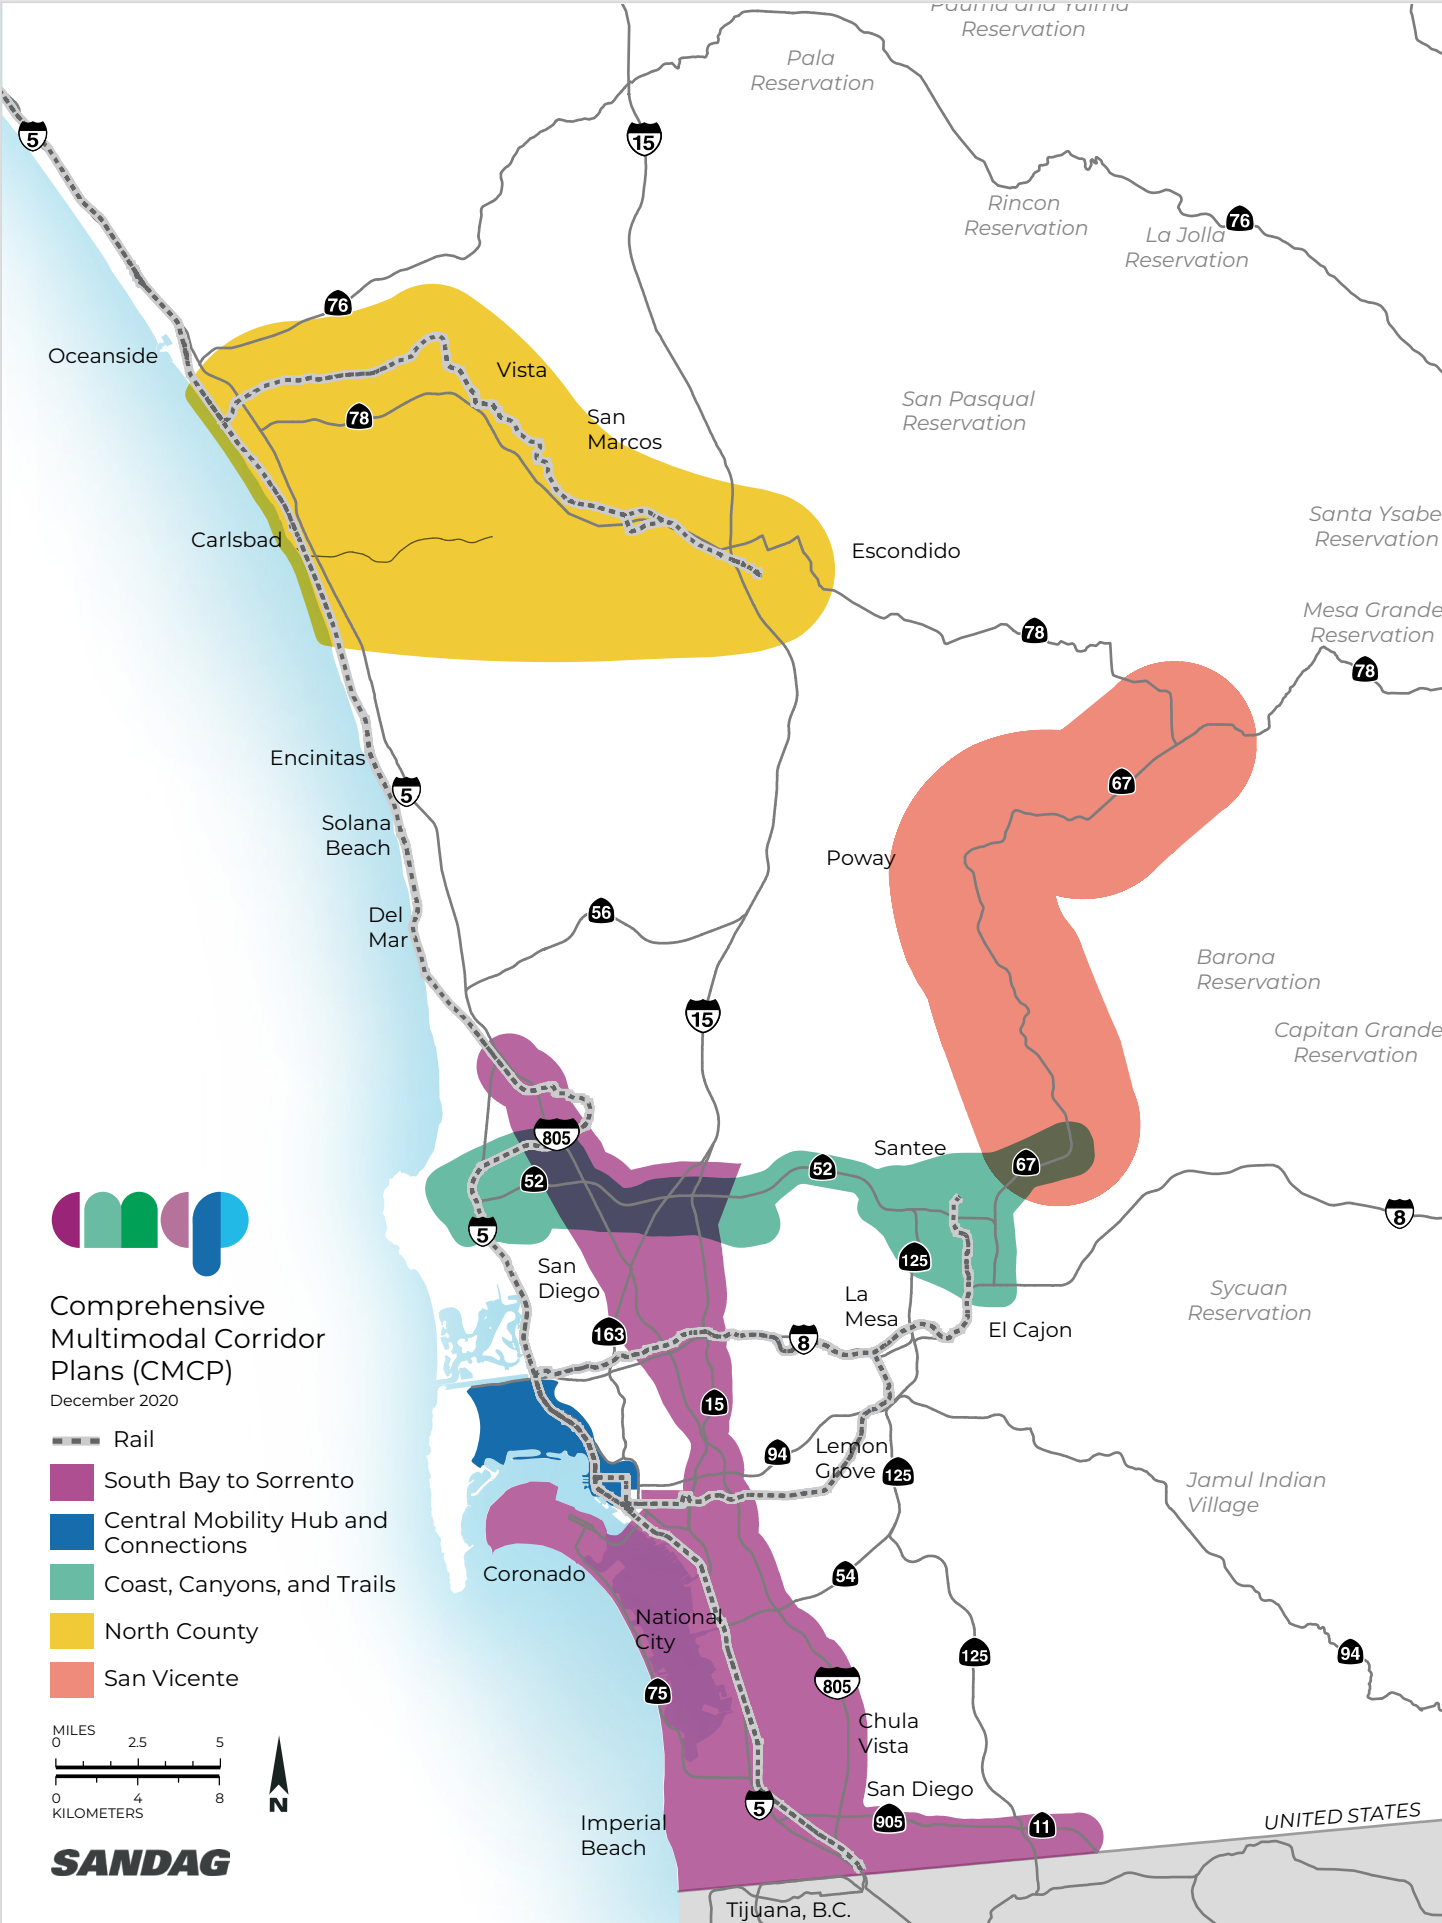 Pauma and Yuima
Reservation
Pala
Reservation
5
15
Rincon
Reservation
76
La Jolla
Reservation
76
Oceanside
Vista
78
San
Marcos
San Pasqual
Reservation
Carlsbad
Escondido
Santa Ysabe
Reservation
Mesa Grande
Reservation
78
78
Encinitas
5
67
Solana
Beach
Poway
56
Del
Mar
Barona
Reservation
15
Capitan Grande
Reservation
805
Santee
52
52
67
5
8
125
San
Diego
La
Mesa
Sycuan
Reservation
163
8
El Cajon
Comprehensive
Multimodal Corridor
Plans (CMCP)
December 2020
15
94
Lemon
Grove
125
Jamul Indian
Village
Rail
South Bay to Sorrento
Central Mobility Hub and
Connections
Coast, Canyons, and Trails
North County
San Vicente
Coronado
54
National
City
125
94
75
805
Chula
Vista
MILES
0 2.5 5
0 4 8
KILOMETERS
N
San Diego
5
905
11
Imperial
Beach
UNITED STATES
SANDAG
Tijuana, B.C.